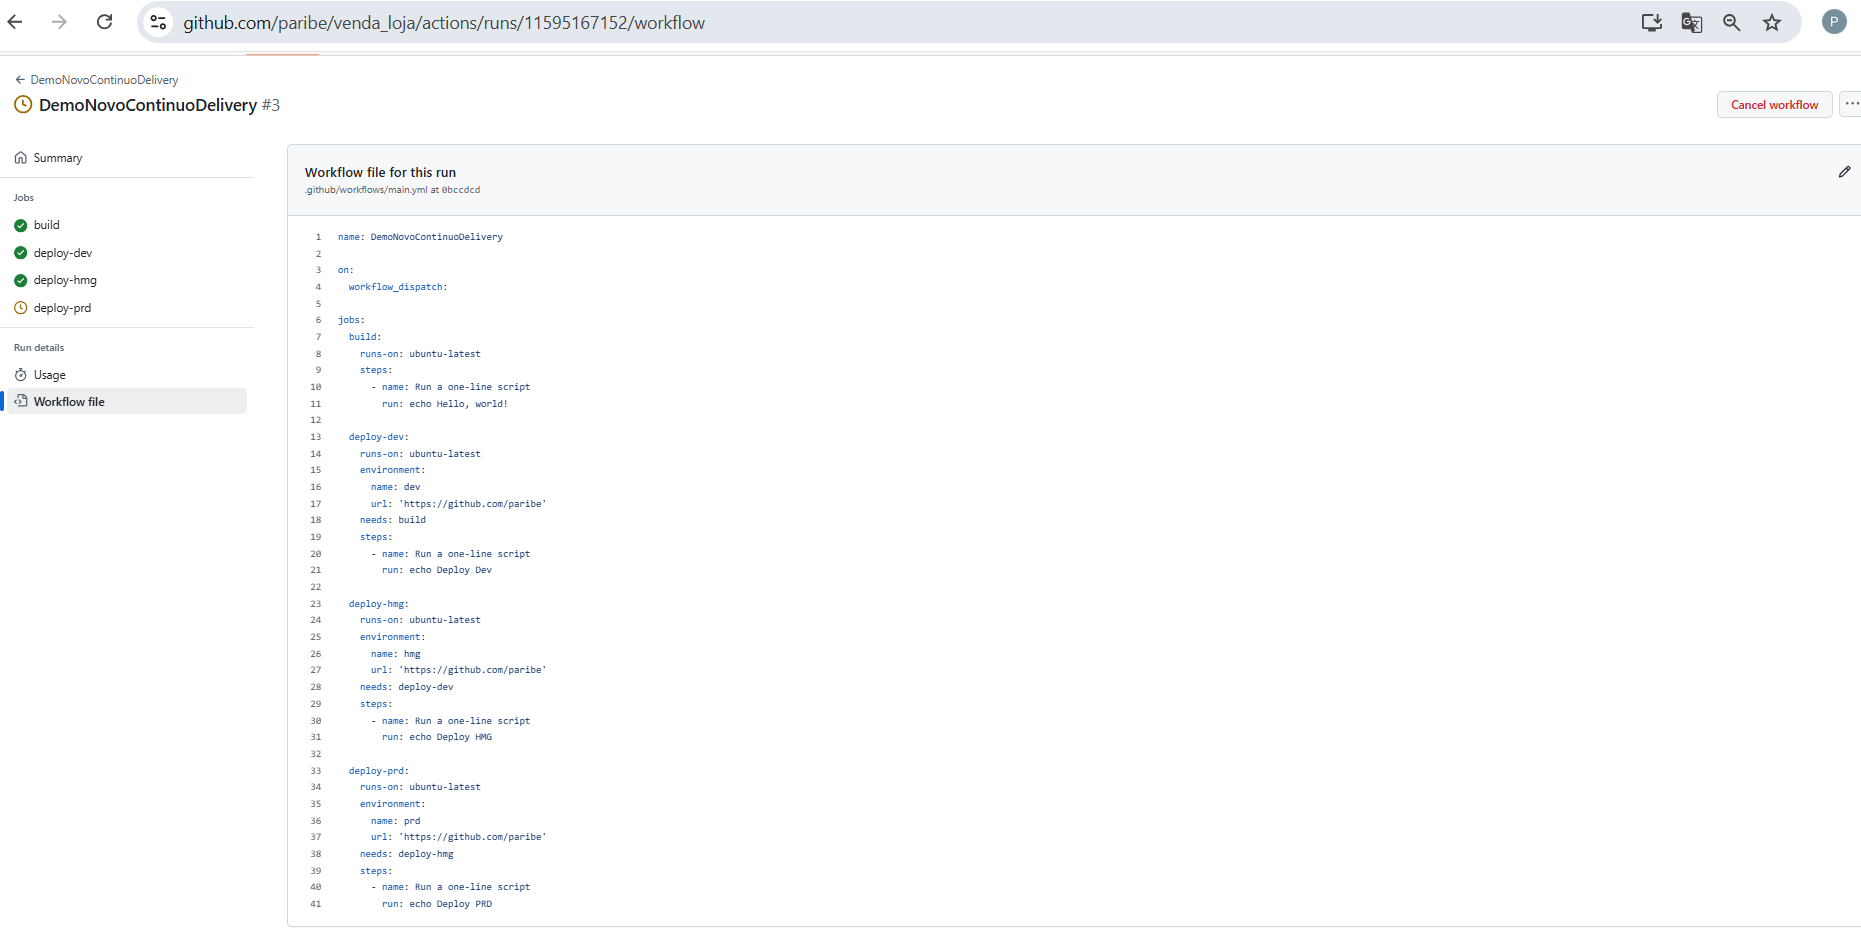 github.com/paribe/venda_loja/actions/runs/11595167152/workflow
P
DemoNovoContinuoDelivery
DemoNovoContinuoDelivery #3
Cancel workflow
Summary
Jobs
build
deploy-dev
deploy-hmg
deploy-prd
Run details
Usage
Workflow file
Workflow file for this run
.github/workflows/main.yml at 0bccdcd
1 name: DemoNovoContinuoDelivery
2
3 on:
4 workflow_dispatch:
5
6 jobs:
7 build:
8 runs-on: ubuntu-latest
9 steps:
10 - name: Run a one-line script
11 run: echo Hello, world!
12
13 deploy-dev:
14 runs-on: ubuntu-latest
15 environment:
16 name: dev
17 url: 'https://github.com/paribe'
18 needs: build
19 steps:
20 - name: Run a one-line script
21 run: echo Deploy Dev
22
23 deploy-hmg:
24 runs-on: ubuntu-latest
25 environment:
26 name: hmg
27 url: 'https://github.com/paribe'
28 needs: deploy-dev
29 steps:
30 - name: Run a one-line script
31 run: echo Deploy HMG
32
33 deploy-prd:
34 runs-on: ubuntu-latest
35 environment:
36 name: prd
37 url: 'https://github.com/paribe'
38 needs: deploy-hmg
39 steps:
40 - name: Run a one-line script
41 run: echo Deploy PRD